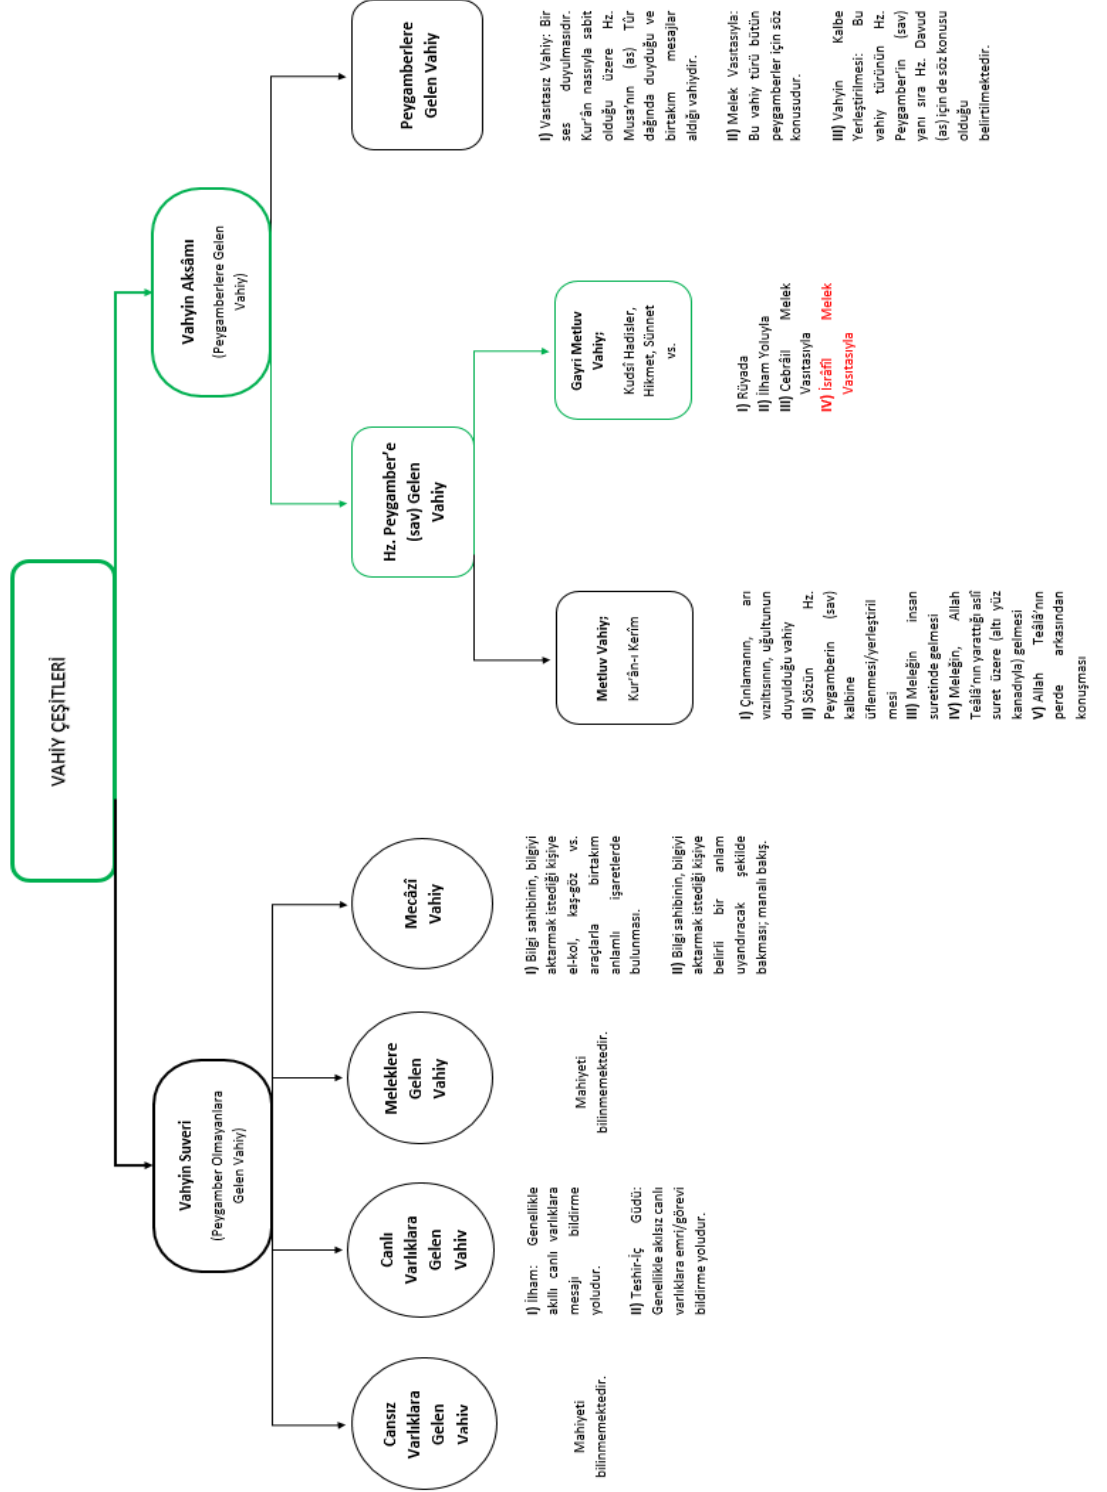 VAHİY ÇEŞİTLERİ
Vahyin Suveri
(Peygamber Olmayanlara
Gelen Vahiy)
Vahyin Aksâmı
(Peygamberlere Gelen
Vahiy)
Cansız
Varlıklara
Gelen
Vahiv
Mahiyeti
bilinmemektedir.
Canlı
Varlıklara
Gelen
Vahiv
I) İlham: Genellikle
akıllı canlı varlıklara
mesajı bildirme
yoludur.
II) Teshir-İç Güdü:
Genellikle akılsız canlı
varlıklara emri/görevi
bildirme yoludur.
Meleklere
Gelen
Vahiy
Mahiyeti
bilinmemektedir.
Mecâzî
Vahiy
I) Bilgi sahibinin, bilgiyi
aktarmak istediği kişiye
el-kol, kaş-göz vs.
araçlarla birtakım
anlamlı işaretlerde
bulunması.
II) Bilgi sahibinin, bilgiyi
aktarmak istediği kişiye
belirli bir anlam
uyandıracak şekilde
bakması; manalı bakış.
Hz. Peygamber'e
(sav) Gelen
Vahiy
Metluv Vahiy;
Kur'ân-ı Kerîm
I) Çınlamanın, arı
vızıltısının, uğultunun
duyulduğu vahiy
II) Sözün Hz.
Peygamberin (sav)
kalbine
üflenmesi/yerleştiril
mesi
III) Meleğin insan
suretinde gelmesi
IV) Meleğin, Allah
Teâlâ'nın yarattığı aslî
suret üzere (altı yüz
kanadıyla) gelmesi
V) Allah Teâlâ'nın
perde arkasından
konuşması
Gayri Metluv
Vahiy;
Kudsî Hadisler,
Hikmet, Sünnet
vs.
I) Rüyada
II) İlham Yoluyla
III) Cebrâil Melek
Vasıtasıyla
IV) İsrâfîl Melek
Vasıtasıyla
Peygamberlere
Gelen Vahiy
I) Vasıtasız Vahiy: Bir
ses duyulmasıdır.
Kur'ân nassıyla sabit
olduğu üzere Hz.
Musa'nın (as) Tûr
dağında duyduğu ve
birtakım mesajlar
aldığı vahiydir.
II) Melek Vasıtasıyla:
Bu vahiy türü bütün
peygamberler için söz
konusudur.
III) Vahyin Kalbe
Yerleştirilmesi: Bu
vahiy türünün Hz.
Peygamber'in (sav)
yanı sıra Hz. Davud
(as) için de söz konusu
olduğu
belirtilmektedir.